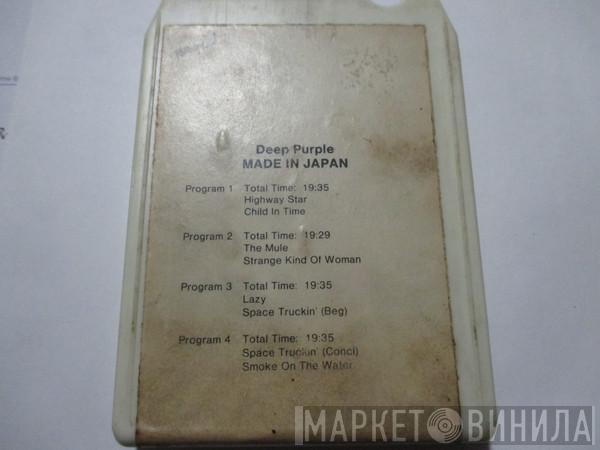 Deep Purple
MADE IN JAPAN
Program 1 Total Time: 19:35
Highway Star
Child In Time
Program 2 Total Time: 19:29
The Mule
Strange Kind Of Woman
Program 3 Total Time: 19:35
Lazy
Space Truckin' (Beg)
Program 4 Total Time: 19:35
Space Truckin' (Concl)
Smoke On The Water
МАРКЕТ ВИНИЛА